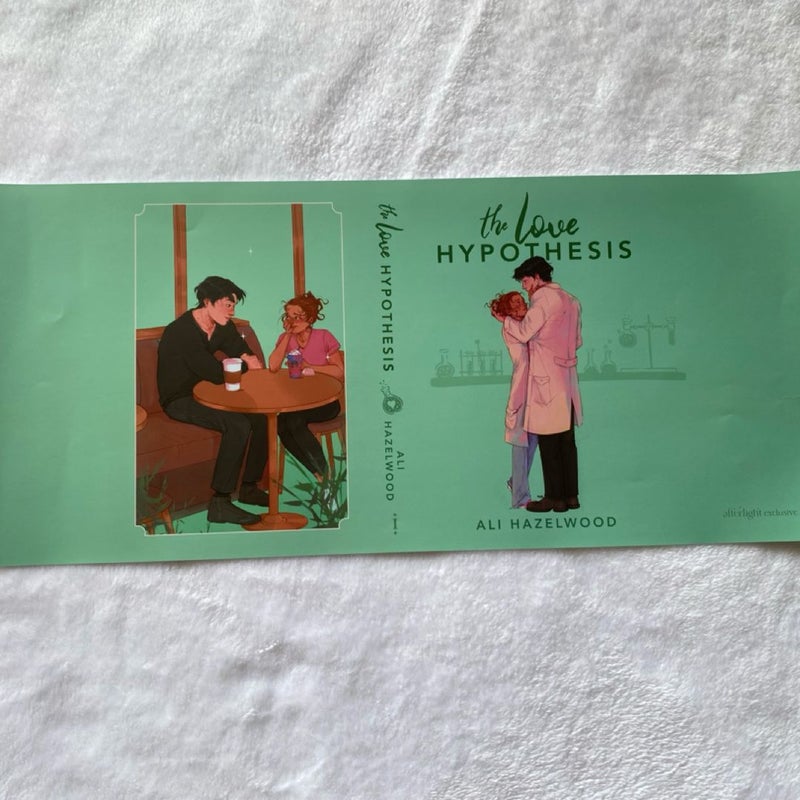 the Love
HYPOTHESIS
ALI HAZELWOOD
the Love HYPOTHESIS
ALI
HAZELWOOD
afterlight exclusive